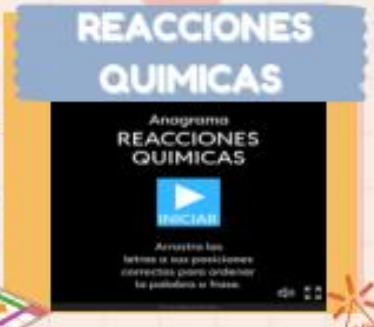 REACCIONES
QUIMICAS
Anagrama
REACCIONES
QUIMICAS
INICIAR
Arrastra las
letras a sus posiciones
correctas para ordenar
la palabra o frase.